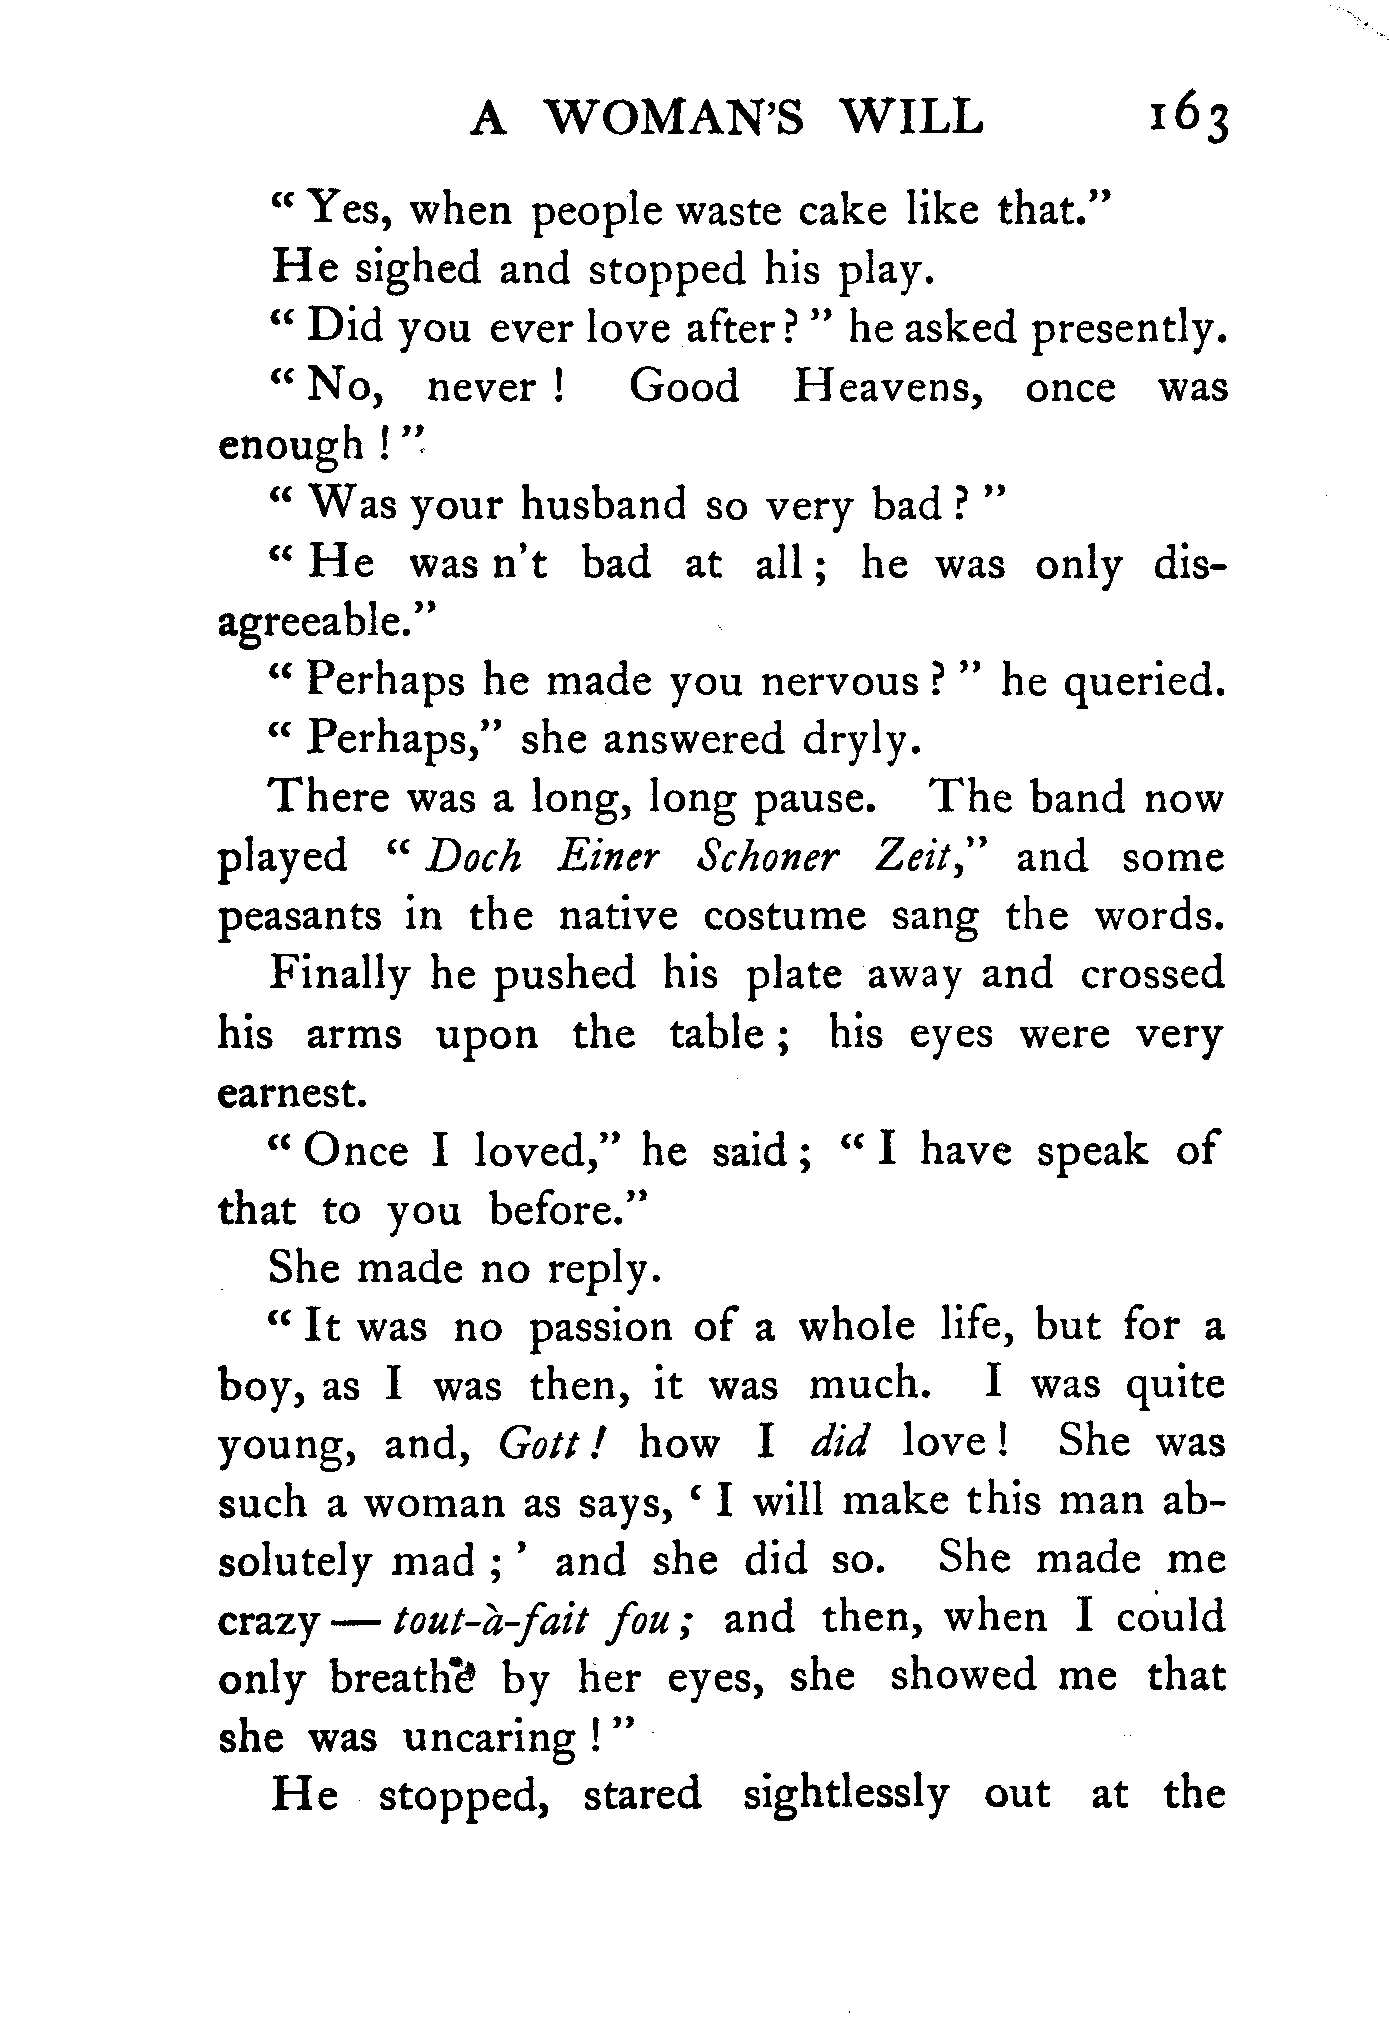 A WOMAN'S WILL 163
“ Yes, when people waste cake like that.”
He sighed and stopped his play.
“ Did you ever love after? ” he asked presently.
“ No, never ! Good Heavens, once was
enough ! ”
“ Was your husband so very bad ? ”
“ He was n't bad at all ; he was only dis-
agreeable.”
“ Perhaps he made you nervous ? ” he queried.
“ Perhaps,” she answered dryly.
There was a long, long pause. The band now
played “ Doch Einer Schoner Zeit,” and some
peasants in the native costume sang the words.
Finally he pushed his plate away and crossed
his arms upon the table ; his eyes were very
earnest.
“ Once I loved,” he said ; “ I have speak of
that to you before.”
She made no reply.
“ It was no passion of a whole life, but for a
boy, as I was then, it was much. I was quite
young, and, Gott ! how I did love ! She was
such a woman as says, ‘ I will make this man ab-
solutely mad ; ’ and she did so. She made me
crazy — tout-à-fait fou ; and then, when I could
only breathe by her eyes, she showed me that
she was uncaring ! ”
He stopped, stared sightlessly out at the